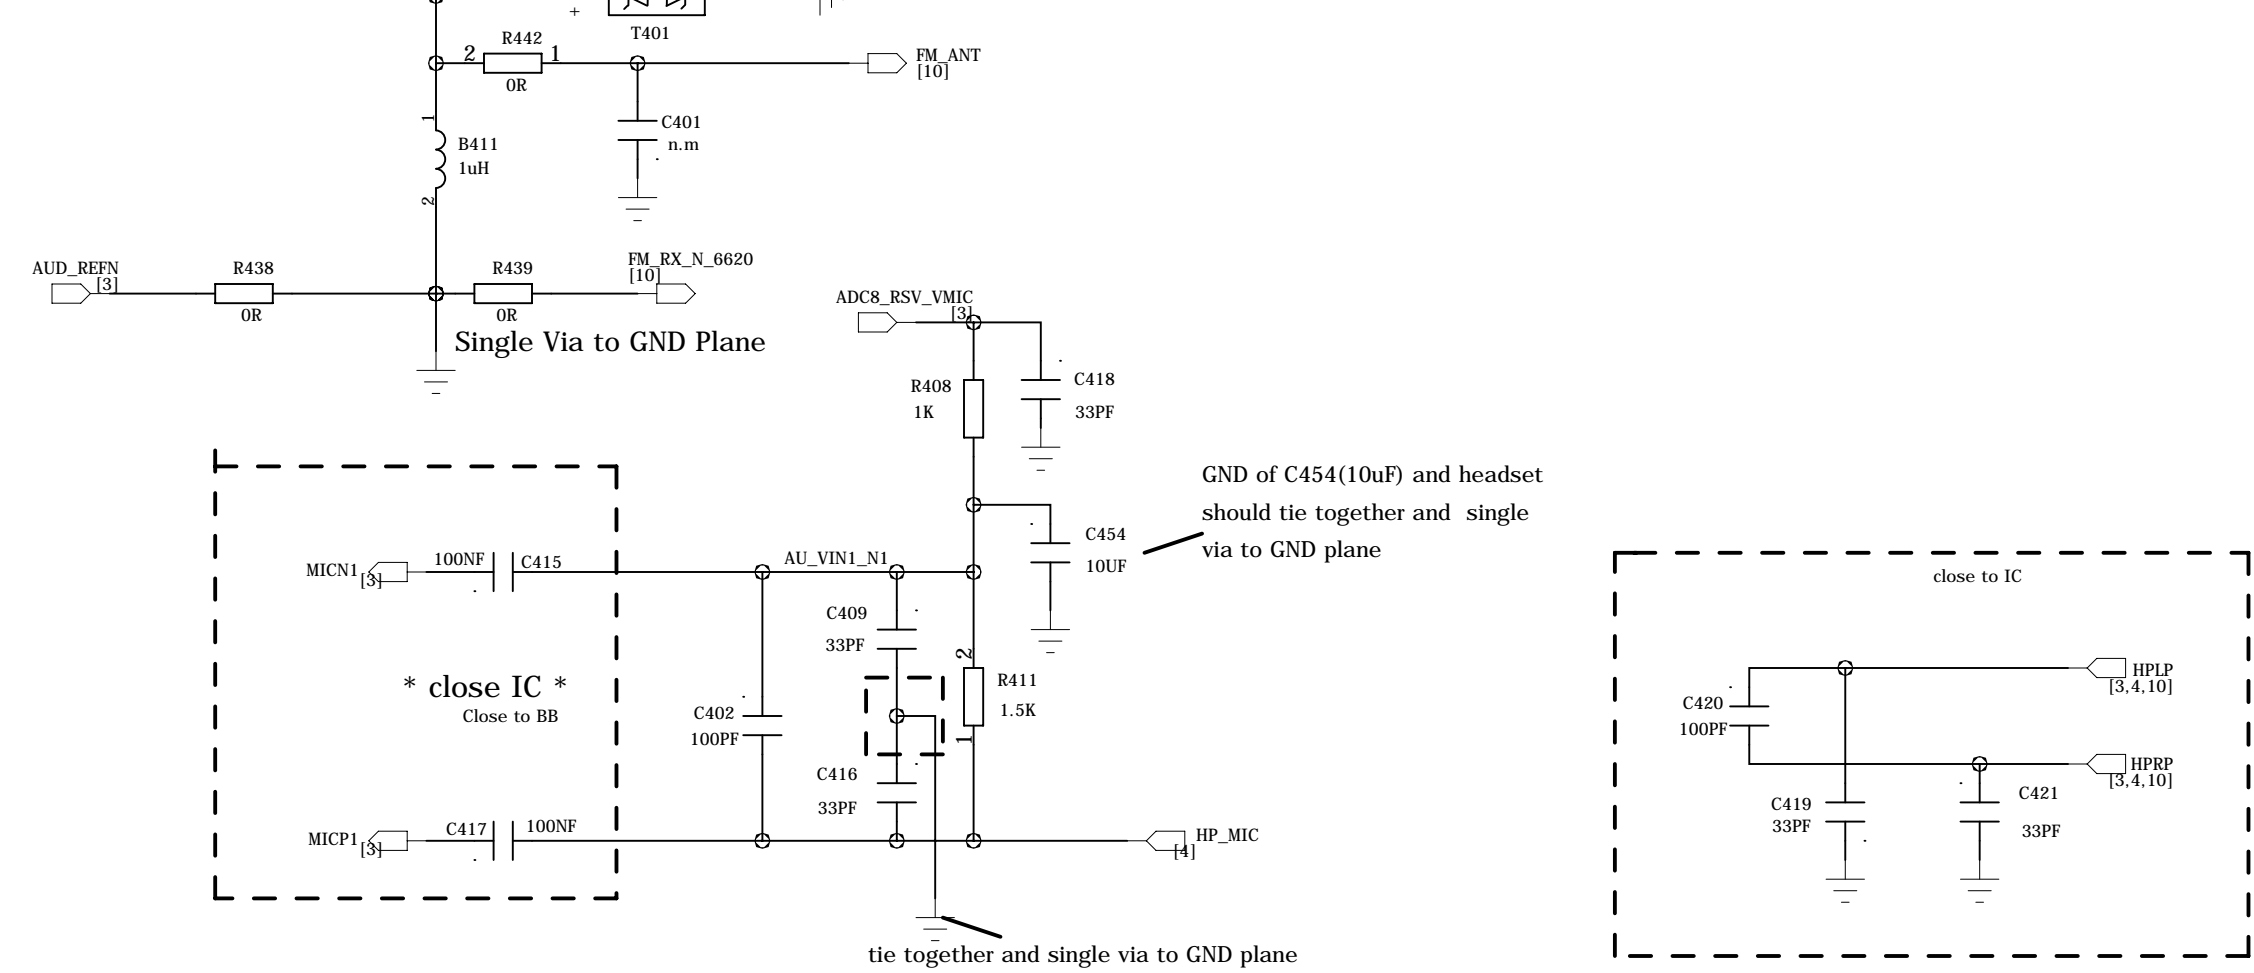 +
T401
R442
2
1
0R
FM_ANT
[10]
C401
n.m
1
B411
1uH
2
AUD_REFN
[3]
R438
0R
R439
0R
FM_RX_N_6620
[10]
Single Via to GND Plane
ADC8_RSV_VMIC
[3]
R408
1K
C418
33PF
GND of C454(10uF) and headset
should tie together and single
via to GND plane
C454
10UF
MICN1
[3]
100NF
C415
AU_VIN1_N1
C409
33PF
* close IC *
Close to BB
C402
100PF
2
R411
1.5K
1
C416
33PF
MICP1
[3]
C417
100NF
HP_MIC
[4]
tie together and single via to GND plane
close to IC
C420
100PF
HPLP
[3,4,10]
HPRP
[3,4,10]
C419
33PF
C421
33PF